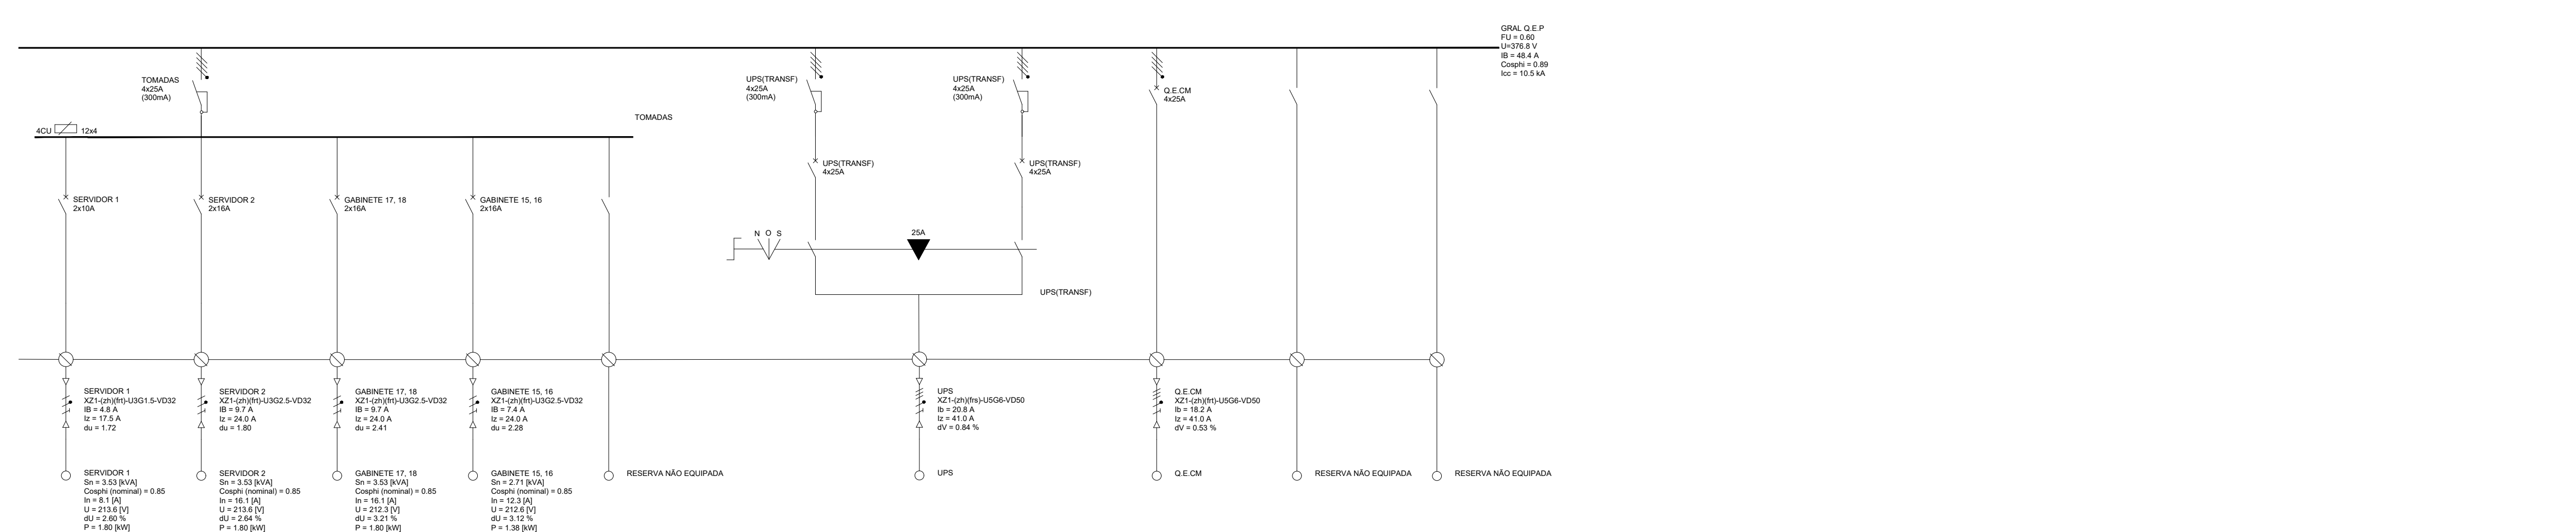 GRAL Q.E.P
FU = 0.60
U=376.8 V
IB = 48.4 A
Cosphi = 0.89
Icc = 10.5 kA
TOMADAS
4x25A
(300mA)
UPS(TRANSF)
4x25A
(300mA)
UPS(TRANSF)
4x25A
(300mA)
Q.E.CM
4x25A
4CU
12x4
TOMADAS
UPS(TRANSF)
4x25A
UPS(TRANSF)
4x25A
SERVIDOR 1
2x10A
SERVIDOR 2
2x16A
GABINETE 17, 18
2x16A
GABINETE 15, 16
2x16A
N O S
25A
UPS(TRANSF)
SERVIDOR 1
XZ1-(zh)(frt)-U3G1.5-VD32
IB = 4.8 A
Iz = 17.5 A
du = 1.72
SERVIDOR 2
XZ1-(zh)(frt)-U3G2.5-VD32
IB = 9.7 A
Iz = 24.0 A
du = 1.80
GABINETE 17, 18
XZ1-(zh)(frt)-U3G2.5-VD32
IB = 9.7 A
Iz = 24.0 A
du = 2.41
GABINETE 15, 16
XZ1-(zh)(frt)-U3G2.5-VD32
IB = 7.4 A
Iz = 24.0 A
du = 2.28
UPS
XZ1-(zh)(frs)-U5G6-VD50
Ib = 20.8 A
Iz = 41.0 A
dV = 0.84 %
Q.E.CM
XZ1-(zh)(frt)-U5G6-VD50
Ib = 18.2 A
Iz = 41.0 A
dV = 0.53 %
SERVIDOR 1
Sn = 3.53 [kVA]
Cosphi (nominal) = 0.85
In = 8.1 [A]
U = 213.6 [V]
dU = 2.60 %
P = 1.80 [kW]
SERVIDOR 2
Sn = 3.53 [kVA]
Cosphi (nominal) = 0.85
In = 16.1 [A]
U = 213.6 [V]
dU = 2.64 %
P = 1.80 [kW]
GABINETE 17, 18
Sn = 3.53 [kVA]
Cosphi (nominal) = 0.85
In = 16.1 [A]
U = 212.3 [V]
dU = 3.21 %
P = 1.80 [kW]
GABINETE 15, 16
Sn = 2.71 [kVA]
Cosphi (nominal) = 0.85
In = 12.3 [A]
U = 212.6 [V]
dU = 3.12 %
P = 1.38 [kW]
RESERVA NÃO EQUIPADA
UPS
Q.E.CM
RESERVA NÃO EQUIPADA
RESERVA NÃO EQUIPADA